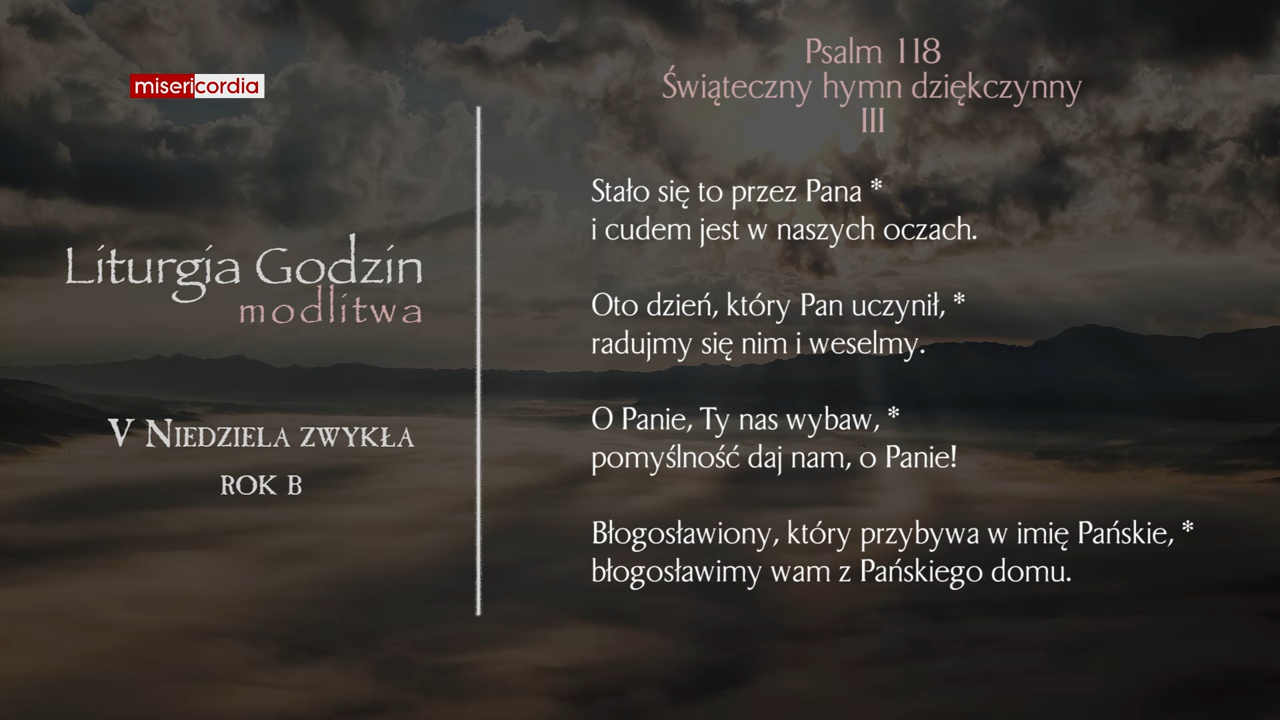 misericordia
Liturgia Godzin
modlitwa
V Niedziela zwykła
rok B
Psalm 118
Świąteczny hymn dziękczynny
III
Stało się to przez Pana *
i cudem jest w naszych oczach.
Oto dzień, który Pan uczynił, *
radujmy się nim i weselmy.
O Panie, Ty nas wybaw, *
pomyślność daj nam, o Panie!
Błogosławiony, który przybywa w imię Pańskie, *
błogosławimy wam z Pańskiego domu.